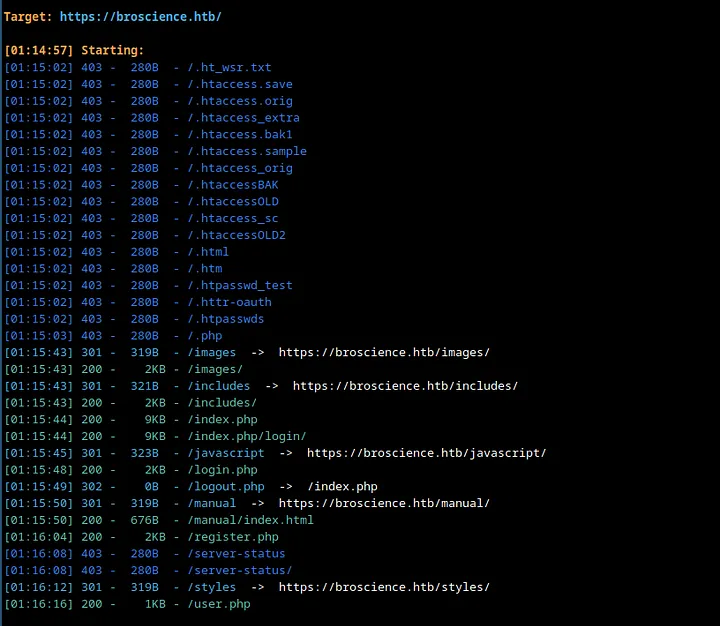 Target: https://broscience.htb/
[01:14:57] Starting:
[01:15:02] 403 -  280B  - /.ht_wsr.txt
[01:15:02] 403 -  280B  - /.htaccess.save
[01:15:02] 403 -  280B  - /.htaccess.orig
[01:15:02] 403 -  280B  - /.htaccess_extra
[01:15:02] 403 -  280B  - /.htaccess.bak1
[01:15:02] 403 -  280B  - /.htaccess.sample
[01:15:02] 403 -  280B  - /.htaccess_orig
[01:15:02] 403 -  280B  - /.htaccessBAK
[01:15:02] 403 -  280B  - /.htaccessOLD
[01:15:02] 403 -  280B  - /.htaccess_sc
[01:15:02] 403 -  280B  - /.htaccessOLD2
[01:15:02] 403 -  280B  - /.html
[01:15:02] 403 -  280B  - /.htm
[01:15:02] 403 -  280B  - /.htpasswd_test
[01:15:02] 403 -  280B  - /.httr-oauth
[01:15:02] 403 -  280B  - /.htpasswds
[01:15:03] 403 -  280B  - /.php
[01:15:43] 301 -  319B  - /images  ->  https://broscience.htb/images/
[01:15:43] 200 -    2KB - /images/
[01:15:43] 301 -  321B  - /includes  ->  https://broscience.htb/includes/
[01:15:43] 200 -    2KB - /includes/
[01:15:44] 200 -    9KB - /index.php
[01:15:44] 200 -    9KB - /index.php/login/
[01:15:45] 301 -  323B  - /javascript  ->  https://broscience.htb/javascript/
[01:15:48] 200 -    2KB - /login.php
[01:15:49] 302 -    0B  - /logout.php  ->  /index.php
[01:15:50] 301 -  319B  - /manual  ->  https://broscience.htb/manual/
[01:15:50] 200 -  676B  - /manual/index.html
[01:16:04] 200 -    2KB - /register.php
[01:16:08] 403 -  280B  - /server-status
[01:16:08] 403 -  280B  - /server-status/
[01:16:12] 301 -  319B  - /styles  ->  https://broscience.htb/styles/
[01:16:16] 200 -    1KB - /user.php